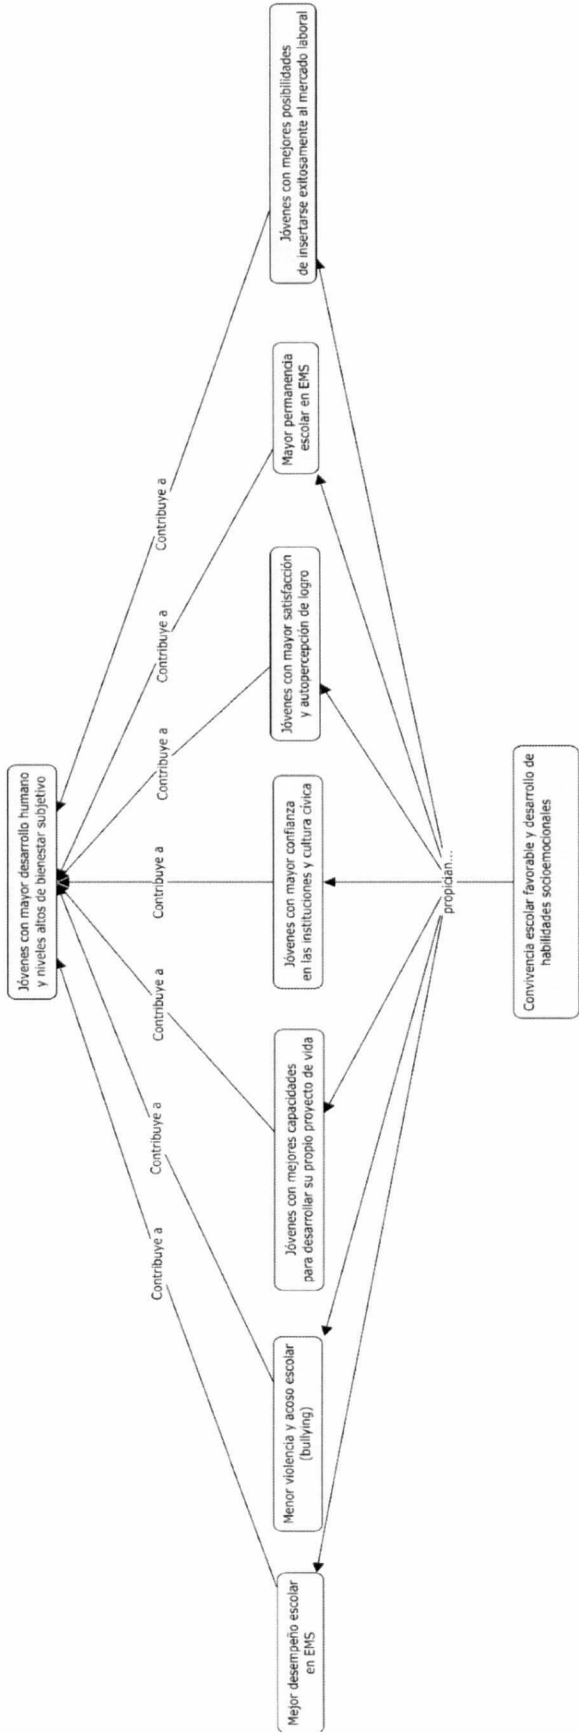 Jóvenes con mayor desarrollo humano
y niveles altos de bienestar subjetivo
Contribuye a
Contribuye a
Contribuye a
Contribuye a
Contribuye a
Contribuye a
Contribuye a
Mejor desempeño escolar
en EMS
Menor violencia y acoso escolar
(bullying)
Jóvenes con mejores capacidades
para desarrollar su propio proyecto de vida
Jóvenes con mayor confianza
en las instituciones y cultura cívica
Jóvenes con mayor satisfacción
y autopercepción de logro
Mayor permanencia
escolar en EMS
Jóvenes con mejores posibilidades
de insertarse exitosamente al mercado laboral
propician...
Convivencia escolar favorable y desarrollo de
habilidades socioemocionales